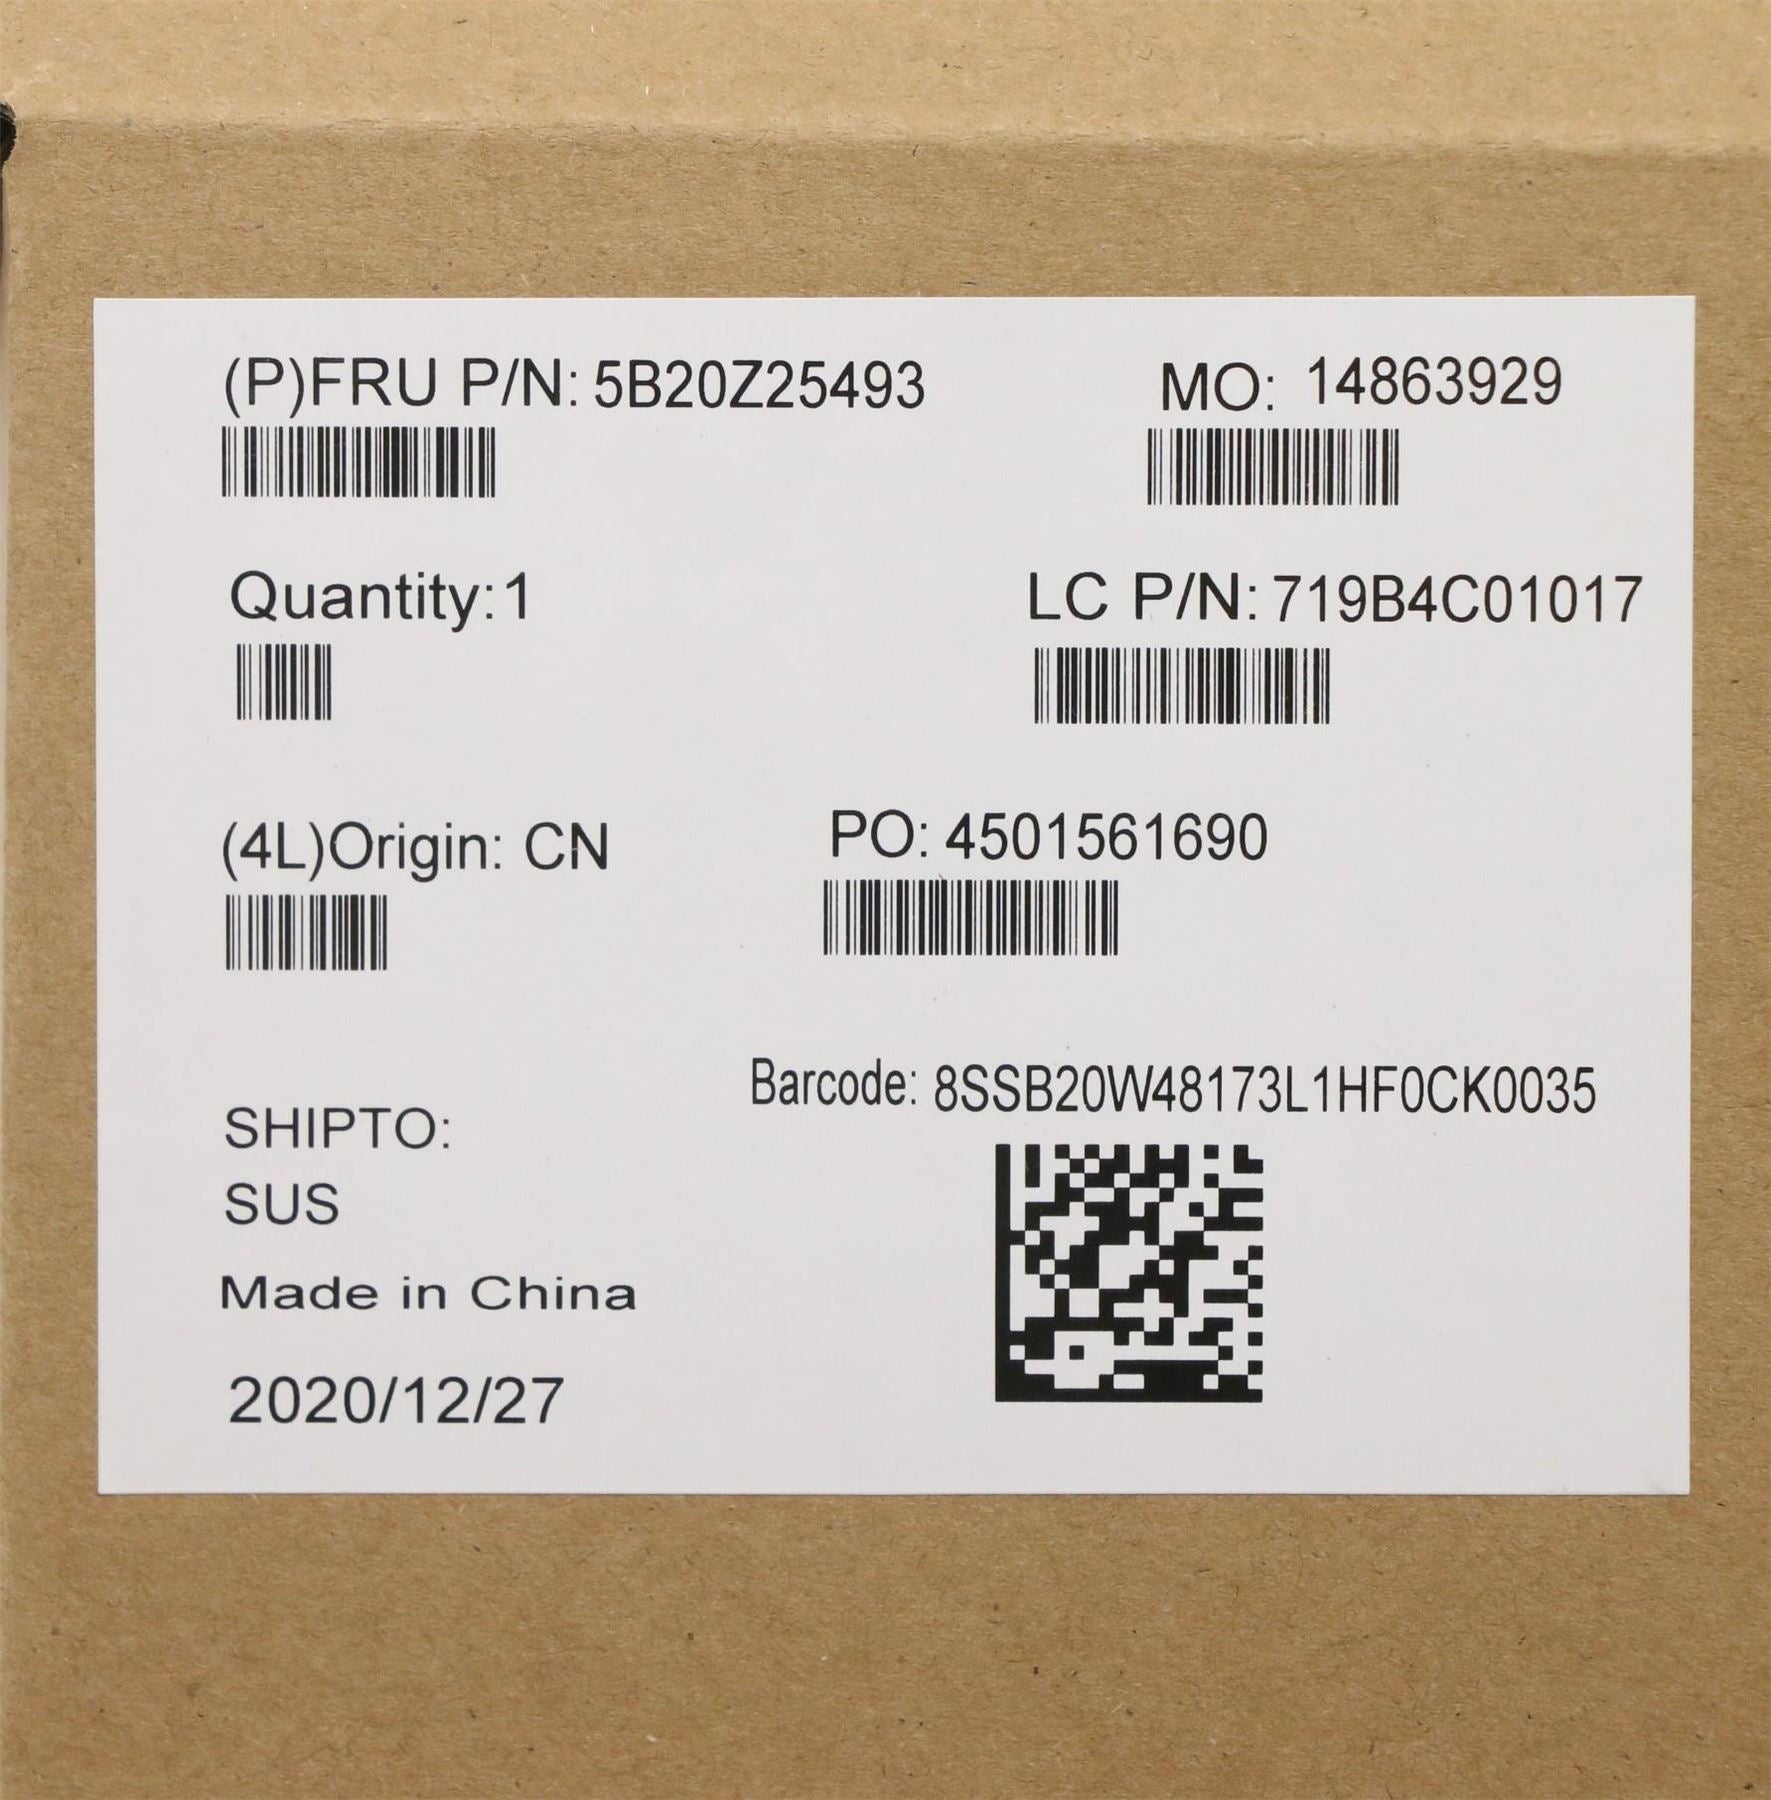 (P)FRU P/N: 5B20Z25493
MO: 14863929
Quantity:1
LC P/N: 719B4C01017
(4L)Origin: CN
PO: 4501561690
Barcode: 8SSB20W48173L1HF0CK0035
SHIPTO:
SUS
Made in China
2020/12/27